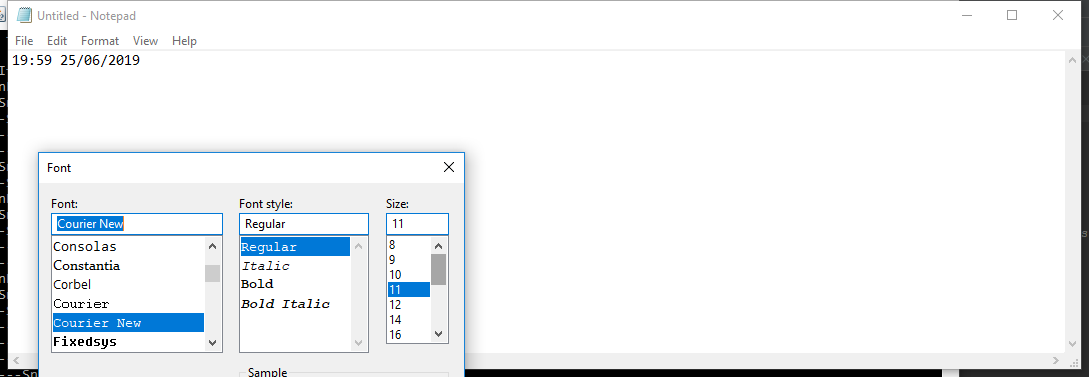 Untitled - Notepad
File Edit Format View Help
19:59 25/06/2019
Font
Font: Font style: Size:
Courier New Regular 11
Consolas
Constantia
Corbel
Courier
Courier New
Fixedsys
Regular
Italic
Bold
Bold Italic
8
9
10
11
12
14
16
Sample